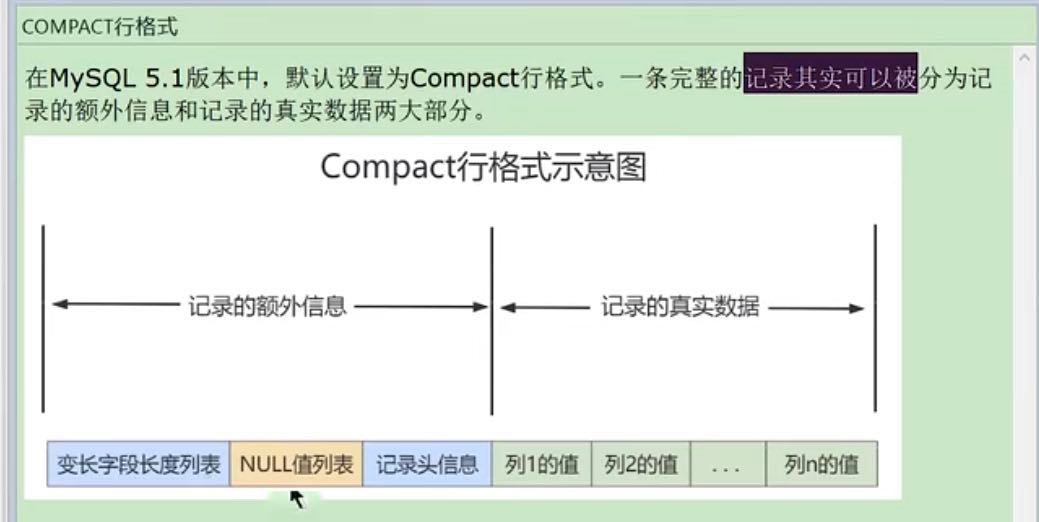 COMPACT行格式
在MySQL 5.1版本中，默认设置为Compact行格式。一条完整的记录其实可以被分为记
录的额外信息和记录的真实数据两大部分。
Compact行格式示意图
记录的额外信息 记录的真实数据
变长字段长度列表 NULL值列表 记录头信息 列1的值 列2的值 ... 列n的值